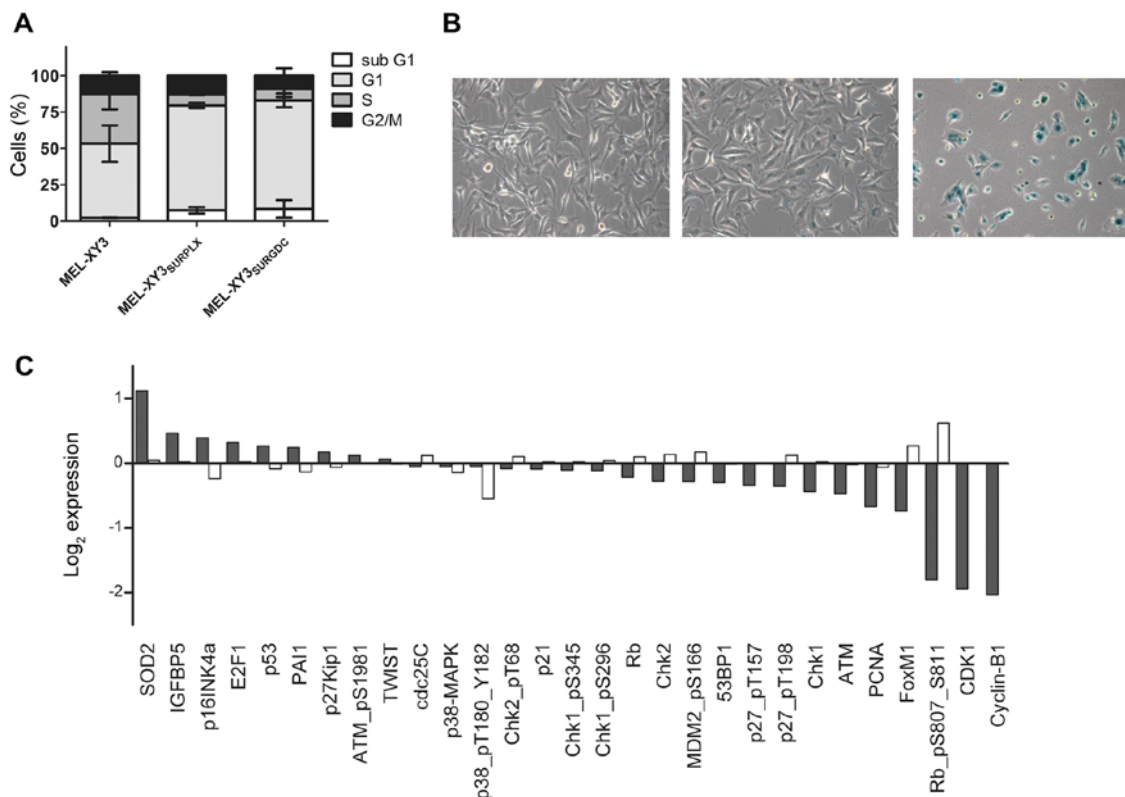 A
B
Cells (%)
100
75
50
25
0
sub G1
G1
S
G2/M
MEL-XY3
MEL-XY3SURPLX
MEL-XY3SURGDC
C
Log2 expression
1
0
-1
-2
SOD2
IGFBP5
p16INK4a
E2F1
p53
PAI1
p27Kip1
ATM_pS1981
TWIST
cdc25C
p38-MAPK
p38_pT180_Y182
Chk2_pT68
p21
Chk1_pS345
Chk1_pS296
Rb
Chk2
MDM2_pS166
53BP1
p27_pT157
p27_pT198
Chk1
ATM
PCNA
FoxM1
Rb_pS807_S811
CDK1
Cyclin-B1